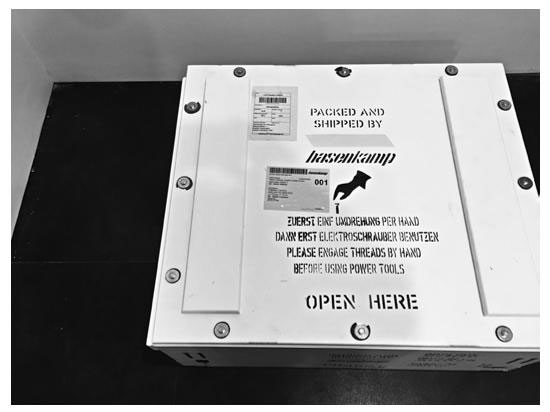 PACKED AND
SHIPPED BY
hasenkamp
hasenkamp
001
ZUERST EINE UMDREHUNG PER HAND
DANN ERST ELEKTROSCHRAUBER BENUTZEN
PLEASE ENGAGE THREADS BY HAND
BEFORE USING POWER TOOLS
OPEN HERE